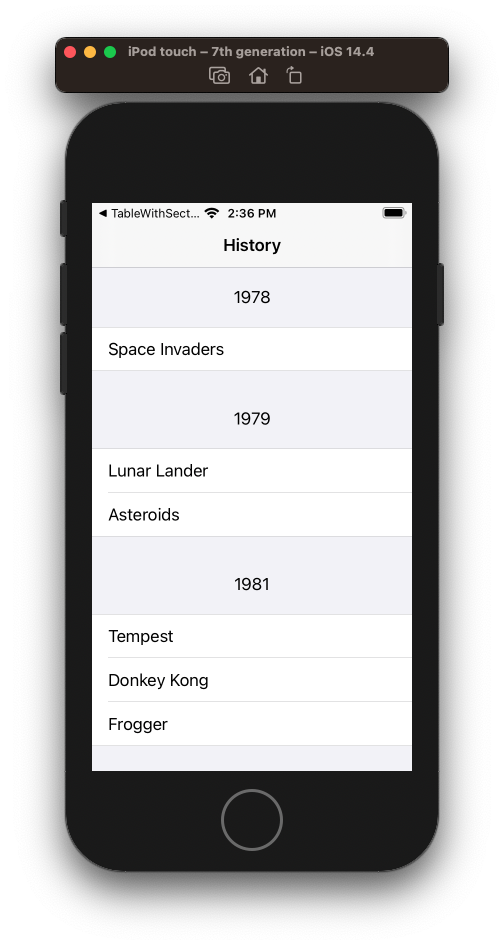 iPod touch – 7th generation – iOS 14.4
◀ TableWithSect... 2:36 PM
History
1978
Space Invaders
1979
Lunar Lander
Asteroids
1981
Tempest
Donkey Kong
Frogger